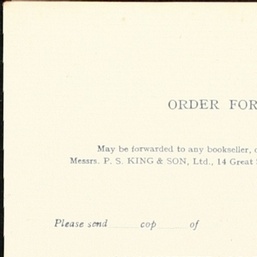 ORDER FOR
May be forwarded to any bookseller,
Messrs. P. S. KING & SON, Ltd., 14 Great
Please send cop of